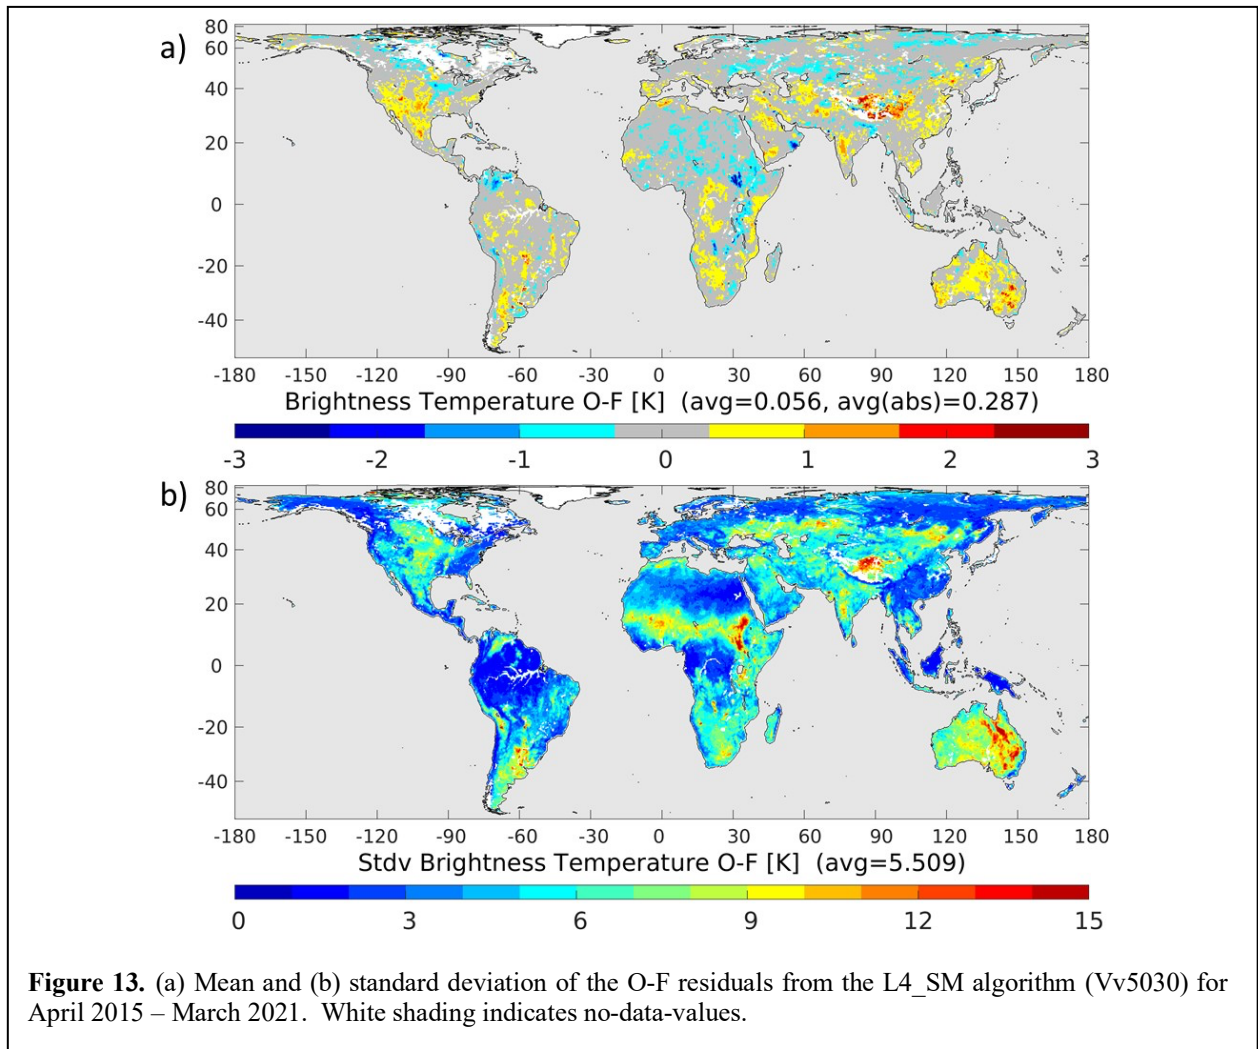 a)
80
60
40
20
0
-20
-40
-180 -150 -120 -90 -60 -30 0 30 60 90 120 150 180
Brightness Temperature O-F [K] (avg=0.056, avg(abs)=0.287)
-3 -2 -1 0 1 2 3
b)
80
60
40
20
0
-20
-40
-180 -150 -120 -90 -60 -30 0 30 60 90 120 150 180
Stdv Brightness Temperature O-F [K] (avg=5.509)
0 3 6 9 12 15
Figure 13. (a) Mean and (b) standard deviation of the O-F residuals from the L4_SM algorithm (Vv5030) for
April 2015 – March 2021. White shading indicates no-data-values.